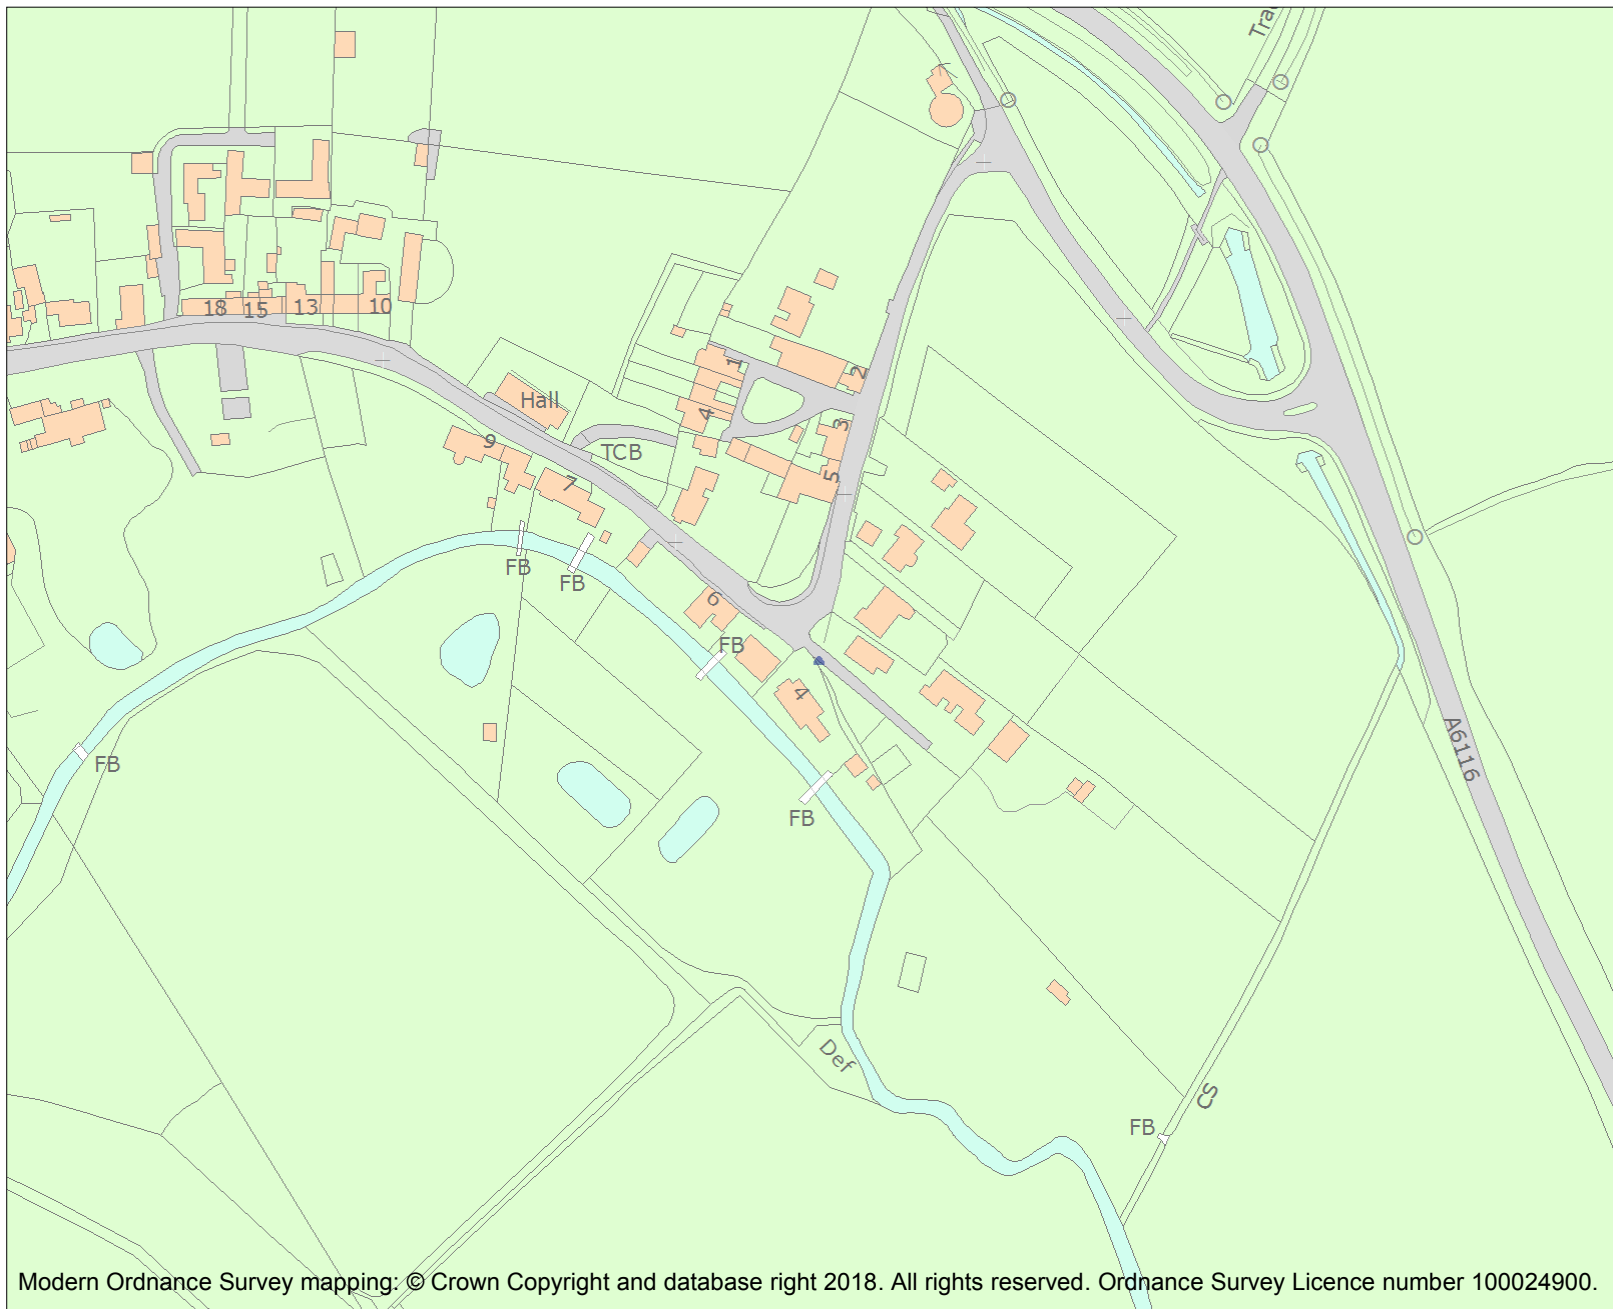 Tra
18 15 13 10
Hall
1
2
4
3
TCB
9
7
5
FB
FB
6
FB
4
FB
FB
A6116
Def
CS
FB
Modern Ordnance Survey mapping: © Crown Copyright and database right 2018. All rights reserved. Ordnance Survey Licence number 100024900.